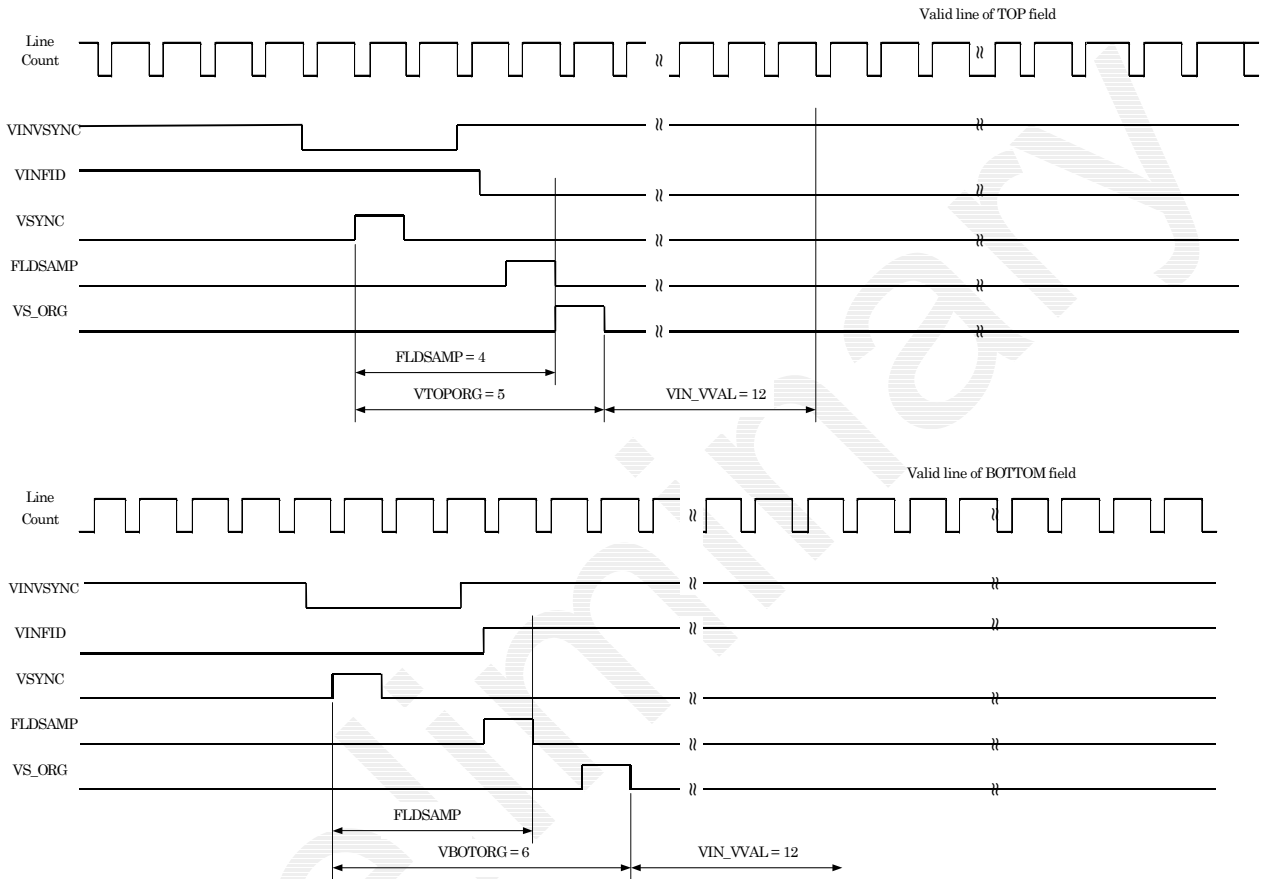 Valid line of TOP field
Line
Count
VINVSYNC
VINFID
VSYNC
FLDSAMP
VS_ORG
FLDSAMP = 4
VTOPORG = 5
VIN_VVAL = 12
Valid line of BOTTOM field
Line
Count
VINVSYNC
VINFID
VSYNC
FLDSAMP
VS_ORG
FLDSAMP
VBOTORG = 6
VIN_VVAL = 12